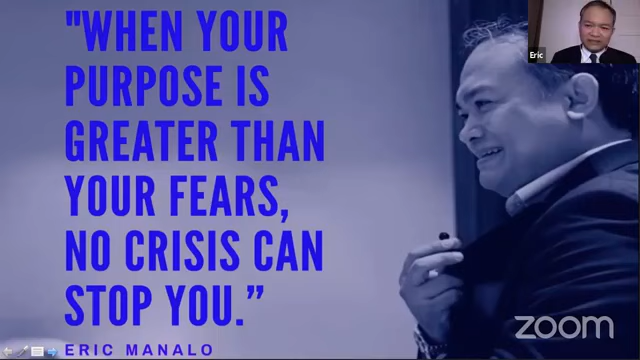 "WHEN YOUR
PURPOSE IS
GREATER THAN
YOUR FEARS,
NO CRISIS CAN
STOP YOU.”
ERIC MANALO
Eric
zoom